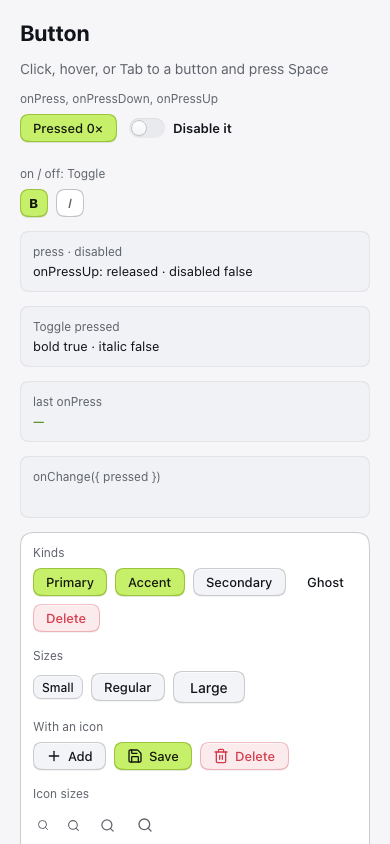 Button
Click, hover, or Tab to a button and press Space
onPress, onPressDown, onPressUp
Pressed 0× Disable it
on / off: Toggle
B I
press · disabled
onPressUp: released · disabled false
Toggle pressed
bold true · italic false
last onPress
—
onChange({ pressed })
Kinds
Primary Accent Secondary Ghost
Delete
Sizes
Small Regular Large
With an icon
Add Save Delete
Icon sizes